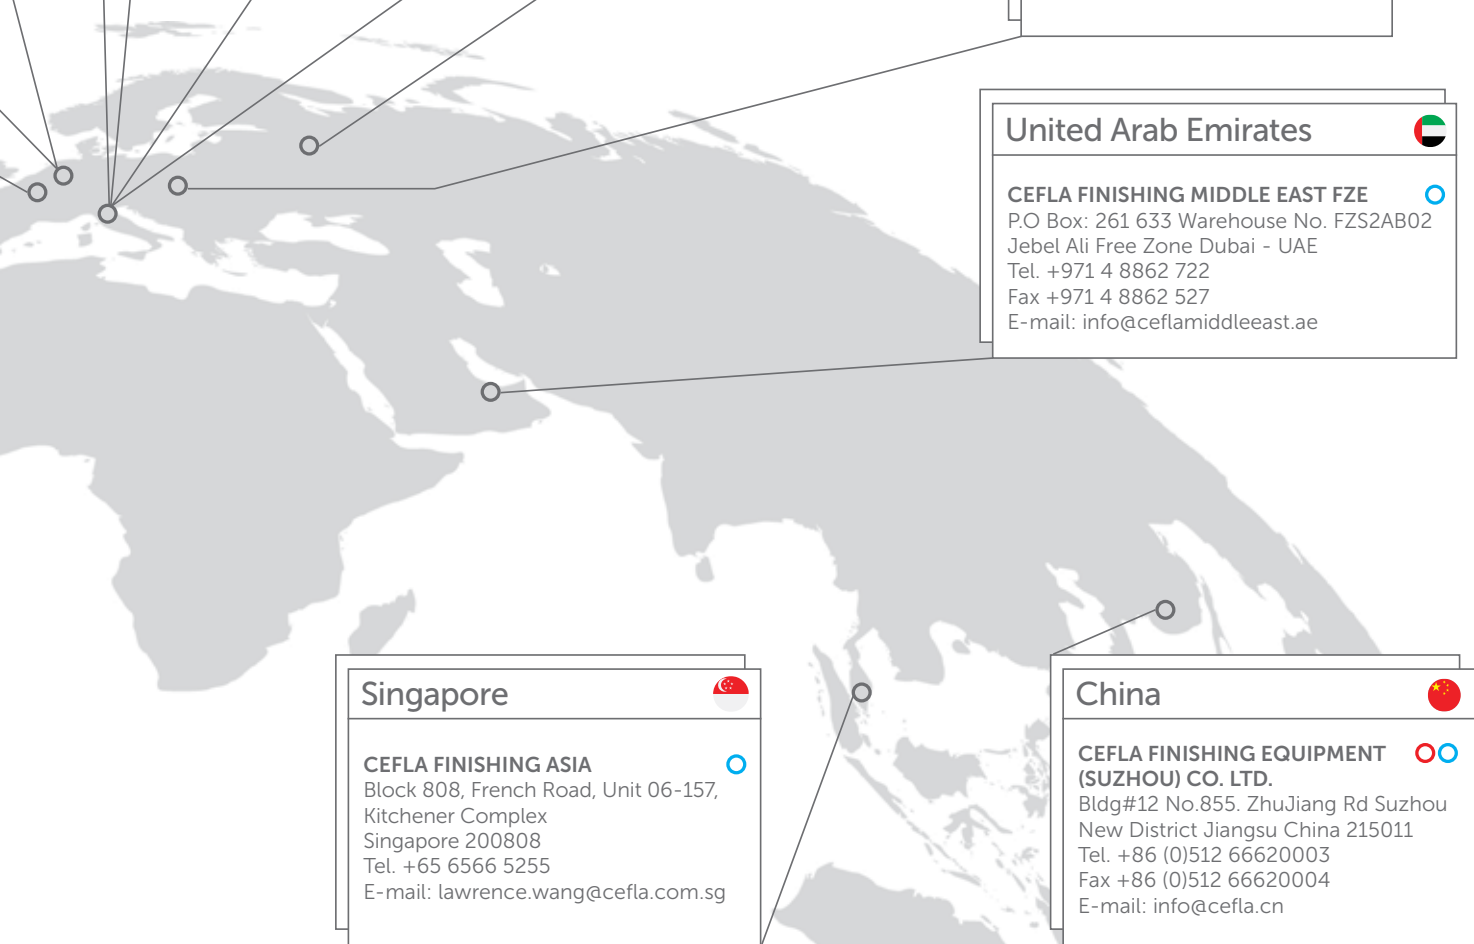 United Arab Emirates
CEFLA FINISHING MIDDLE EAST FZE
P.O Box: 261 633 Warehouse No. FZS2AB02
Jebel Ali Free Zone Dubai - UAE
Tel. +971 4 8862 722
Fax +971 4 8862 527
E-mail: info@ceflamiddleeast.ae
Singapore
CEFLA FINISHING ASIA
Block 808, French Road, Unit 06-157,
Kitchener Complex
Singapore 200808
Tel. +65 6566 5255
E-mail: lawrence.wang@cefla.com.sg
China
CEFLA FINISHING EQUIPMENT
(SUZHOU) CO. LTD.
Bldg#12 No.855. ZhuJiang Rd Suzhou
New District Jiangsu China 215011
Tel. +86 (0)512 66620003
Fax +86 (0)512 66620004
E-mail: info@cefla.cn